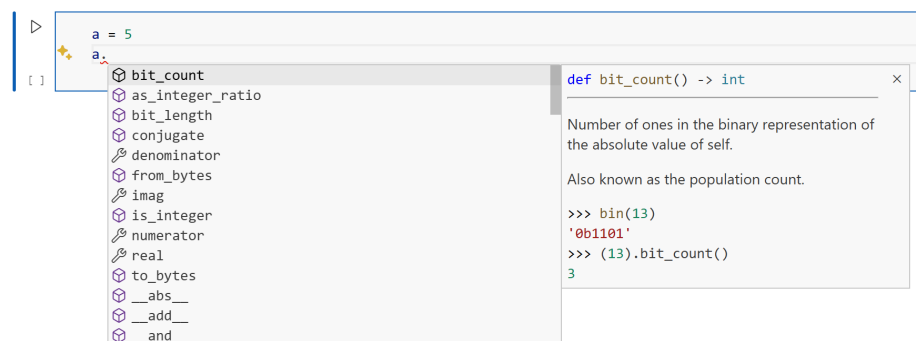 a = 5
a.
[ ]
bit_count
as_integer_ratio
bit_length
conjugate
denominator
from_bytes
imag
is_integer
numerator
real
to_bytes
__abs__
__add__
__and__
def bit_count() -> int
Number of ones in the binary representation of
the absolute value of self.
Also known as the population count.
>>> bin(13)
'0b1101'
>>> (13).bit_count()
3